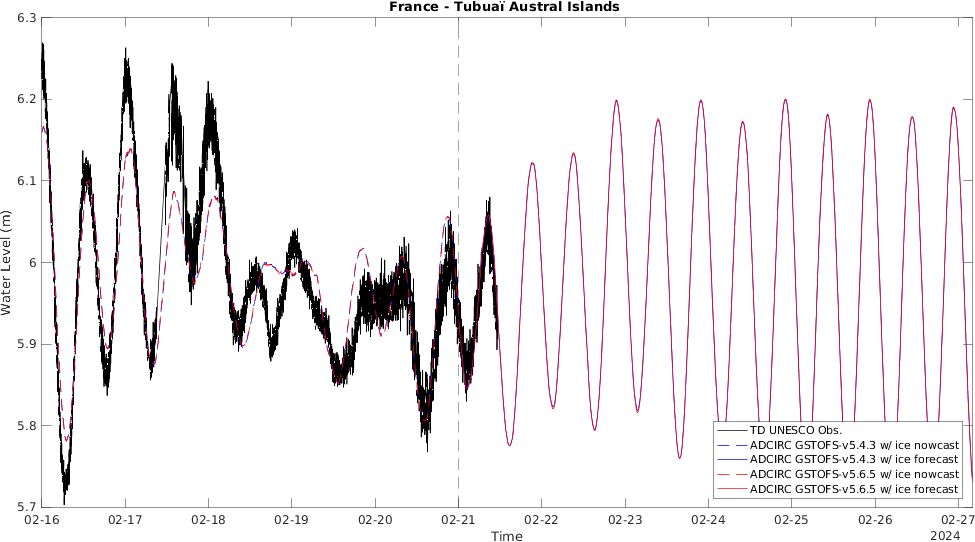 France - Tubuaï Austral Islands
6.3
6.2
6.1
6
5.9
5.8
5.7
Water Level (m)
TD UNESCO Obs.
ADCIRC GSTOFS-v5.4.3 w/ ice nowcast
ADCIRC GSTOFS-v5.4.3 w/ ice forecast
ADCIRC GSTOFS-v5.6.5 w/ ice nowcast
ADCIRC GSTOFS-v5.6.5 w/ ice forecast
02-16 02-17 02-18 02-19 02-20 02-21 02-22 02-23 02-24 02-25 02-26 02-27
Time
2024